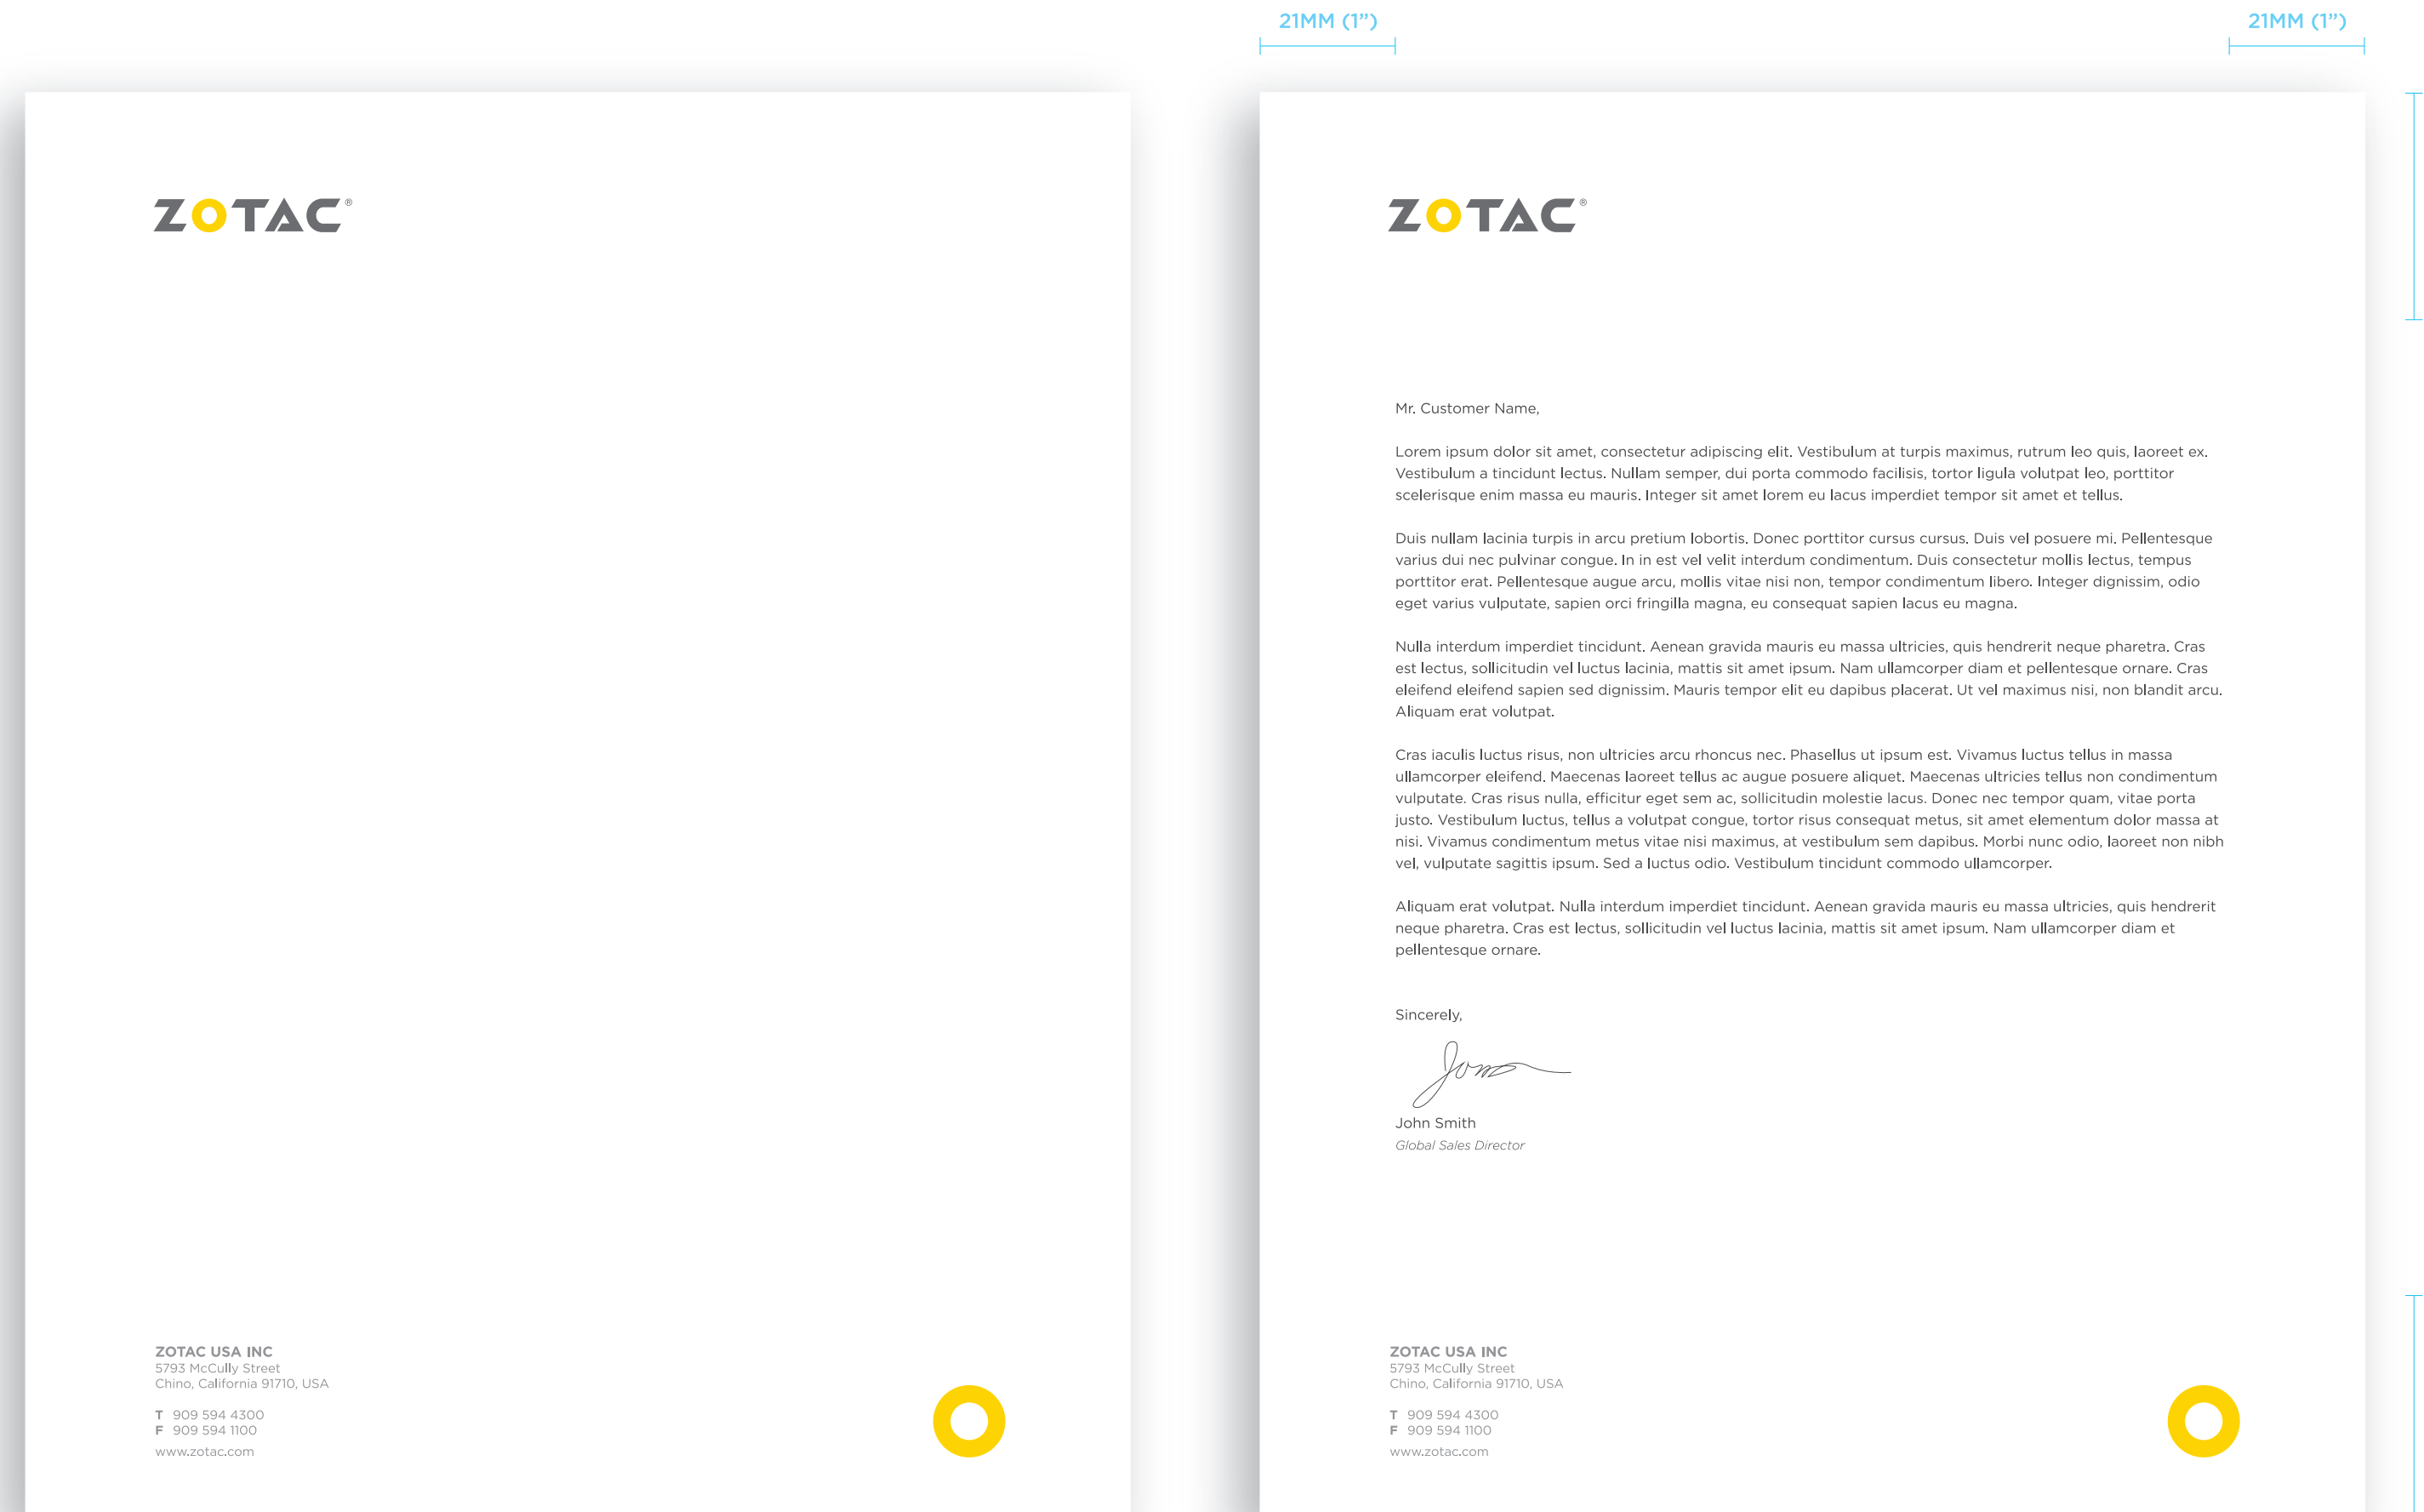 21MM (1”)
21MM (1”)
ZOTAC®
ZOTAC USA INC
5793 McCully Street
Chino, California 91710, USA
T 909 594 4300
F 909 594 1100
www.zotac.com
ZOTAC®
Mr. Customer Name,
Lorem ipsum dolor sit amet, consectetur adipiscing elit. Vestibulum at turpis maximus, rutrum leo quis, laoreet ex.
Vestibulum a tincidunt lectus. Nullam semper, dui porta commodo facilisis, tortor ligula volutpat leo, porttitor
scelerisque enim massa eu mauris. Integer sit amet lorem eu lacus imperdiet tempor sit amet et tellus.
Duis nullam lacinia turpis in arcu pretium lobortis. Donec porttitor cursus cursus. Duis vel posuere mi. Pellentesque
varius dui nec pulvinar congue. In in est vel velit interdum condimentum. Duis consectetur mollis lectus, tempus
porttitor erat. Pellentesque augue arcu, mollis vitae nisi non, tempor condimentum libero. Integer dignissim, odio
eget varius vulputate, sapien orci fringilla magna, eu consequat sapien lacus eu magna.
Nulla interdum imperdiet tincidunt. Aenean gravida mauris eu massa ultricies, quis hendrerit neque pharetra. Cras
est lectus, sollicitudin vel luctus lacinia, mattis sit amet ipsum. Nam ullamcorper diam et pellentesque ornare. Cras
eleifend eleifend sapien sed dignissim. Mauris tempor elit eu dapibus placerat. Ut vel maximus nisi, non blandit arcu.
Aliquam erat volutpat.
Cras iaculis luctus risus, non ultricies arcu rhoncus nec. Phasellus ut ipsum est. Vivamus luctus tellus in massa
ullamcorper eleifend. Maecenas laoreet tellus ac augue posuere aliquet. Maecenas ultricies tellus non condimentum
vulputate. Cras risus nulla, efficitur eget sem ac, sollicitudin molestie lacus. Donec nec tempor quam, vitae porta
justo. Vestibulum luctus, tellus a volutpat congue, tortor risus consequat metus, sit amet elementum dolor massa at
nisi. Vivamus condimentum metus vitae nisi maximus, at vestibulum sem dapibus. Morbi nunc odio, laoreet non nibh
vel, vulputate sagittis ipsum. Sed a luctus odio. Vestibulum tincidunt commodo ullamcorper.
Aliquam erat volutpat. Nulla interdum imperdiet tincidunt. Aenean gravida mauris eu massa ultricies, quis hendrerit
neque pharetra. Cras est lectus, sollicitudin vel luctus lacinia, mattis sit amet ipsum. Nam ullamcorper diam et
pellentesque ornare.
Sincerely,
John Smith
Global Sales Director
ZOTAC USA INC
5793 McCully Street
Chino, California 91710, USA
T 909 594 4300
F 909 594 1100
www.zotac.com